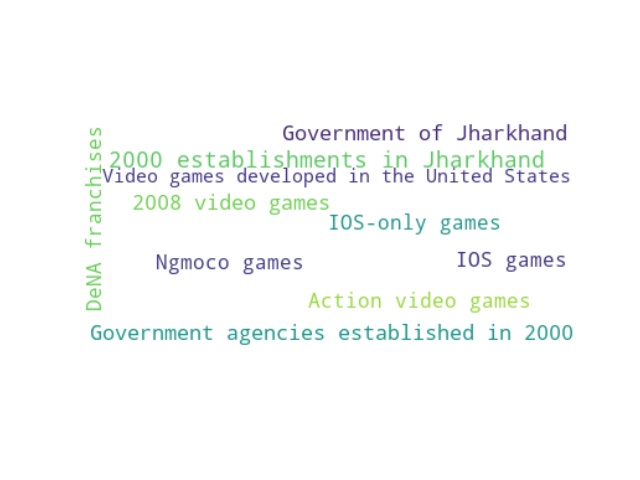 Government of Jharkhand
2000 establishments in Jharkhand
Video games developed in the United States
2008 video games
IOS-only games
Ngmoco games
IOS games
Action video games
Government agencies established in 2000
DeNA franchises